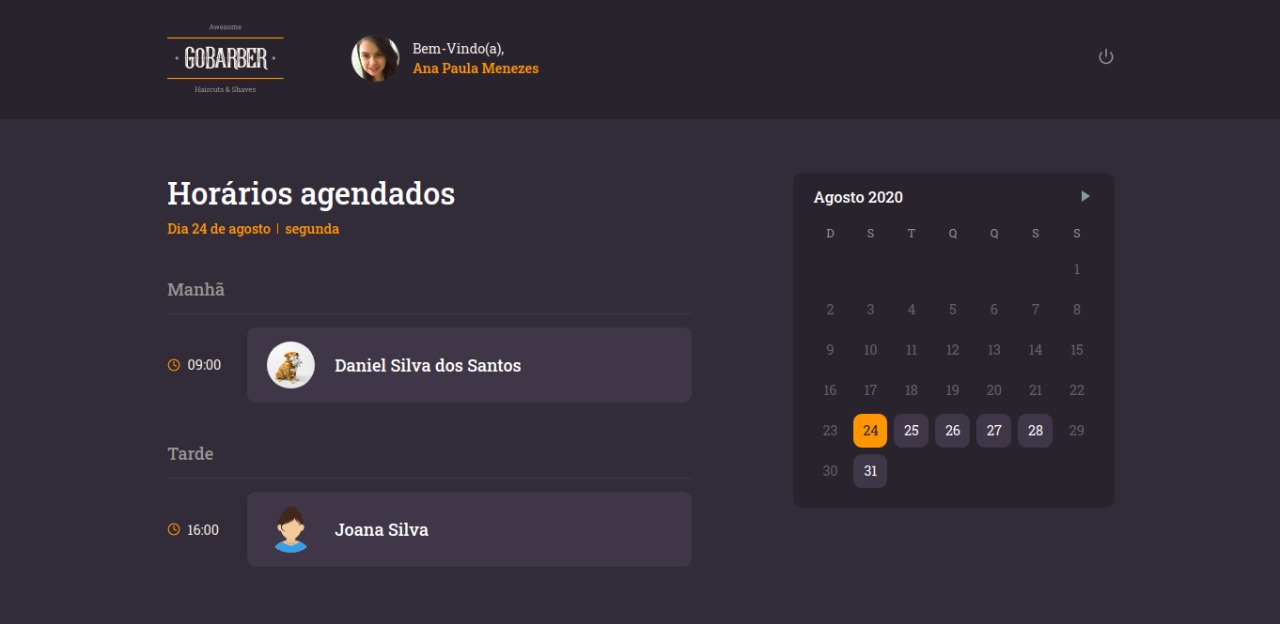 Awesome
GOBARBER
Haircuts & Shaves
Bem-Vindo(a),
Ana Paula Menezes
Horários agendados
Dia 24 de agosto | segunda
Manhã
09:00 Daniel Silva dos Santos
Tarde
16:00 Joana Silva
Agosto 2020
D S T Q Q S S
1
2 3 4 5 6 7 8
9 10 11 12 13 14 15
16 17 18 19 20 21 22
23 24 25 26 27 28 29
30 31